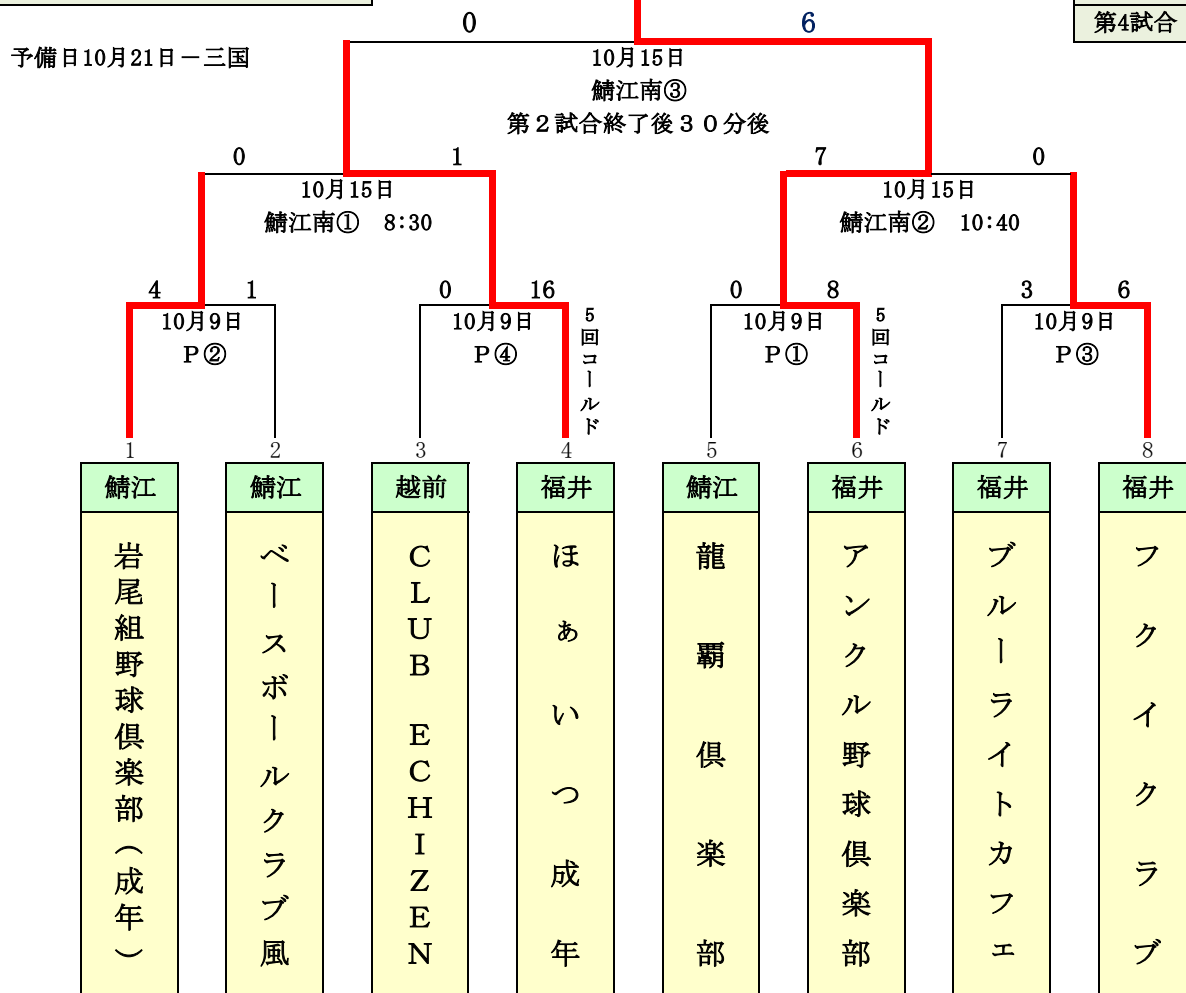 0 6
第4試合
予備日10月21日－三国
10月15日
鯖江南③
第２試合終了後３０分後
0 1 7 0
10月15日 10月15日
鯖江南① 8:30 鯖江南② 10:40
4 1 0 16 0 8 3 6
10月9日 10月9日 10月9日 10月9日
Ｐ② Ｐ④ Ｐ① Ｐ③
5回コールド
5回コールド
1 2 3 4 5 6 7 8
鯖江 鯖江 越前 福井 鯖江 福井 福井 福井
岩尾組野球倶楽部（成年）
ベースボールクラブ風
ＣＬＵＢ ＥＣＨＩＺＥＮ
ほぁいつ成年
龍覇倶楽部
アンクル野球倶楽部
ブルーライトカフェ
フクイクラブ